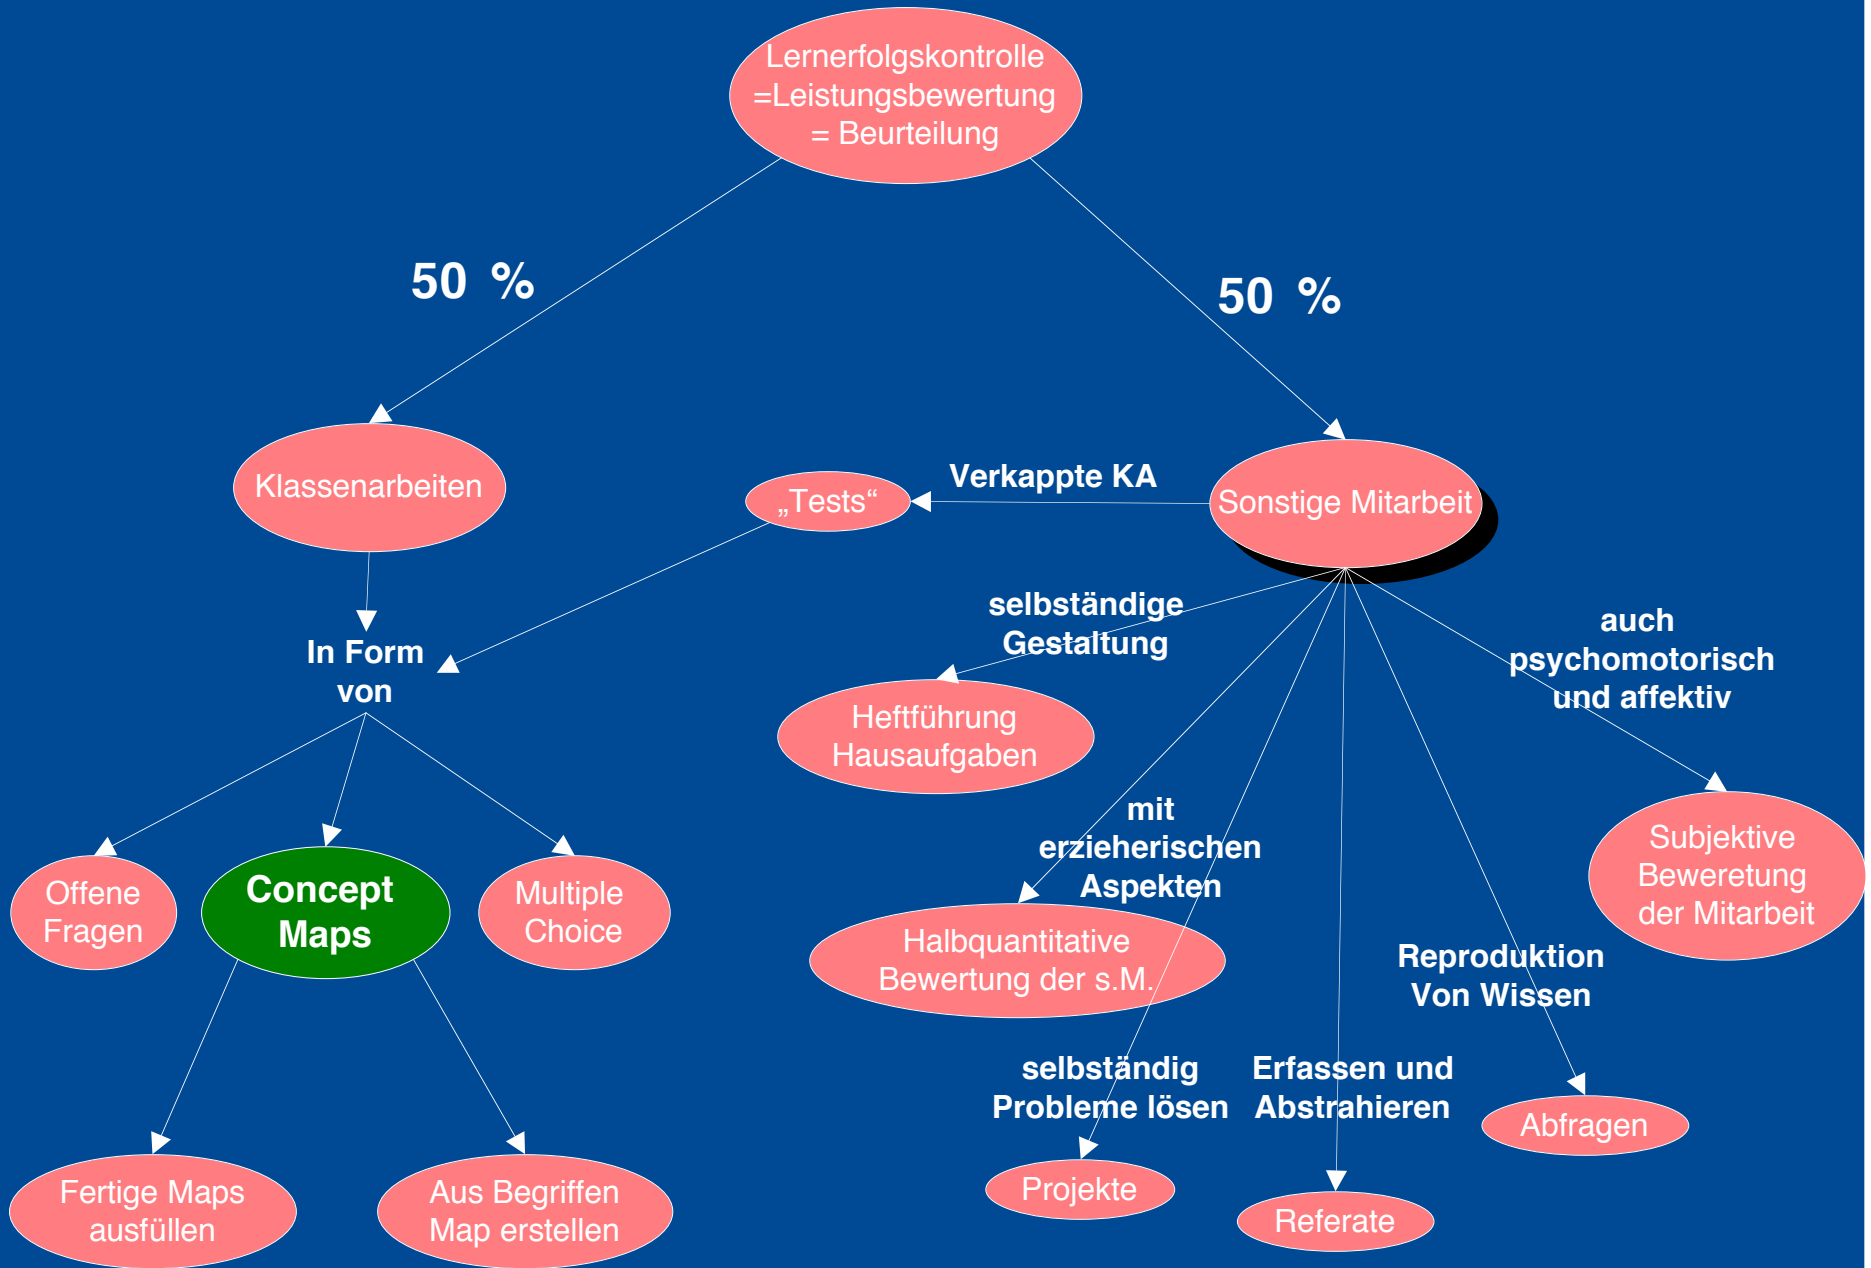 Lernerfolgskontrolle
=Leistungsbewertung
= Beurteilung
50 %
50 %
Klassenarbeiten
„Tests“
Verkappte KA
Sonstige Mitarbeit
In Form
von
selbständige
Gestaltung
auch
psychomotorisch
und affektiv
Heftführung
Hausaufgaben
mit
erzieherischen
Aspekten
Subjektive
Beweretung
der Mitarbeit
Offene
Fragen
Concept
Maps
Multiple
Choice
Halbquantitative
Bewertung der s.M.
Reproduktion
Von Wissen
selbständig
Probleme lösen
Erfassen und
Abstrahieren
Abfragen
Fertige Maps
ausfüllen
Aus Begriffen
Map erstellen
Projekte
Referate